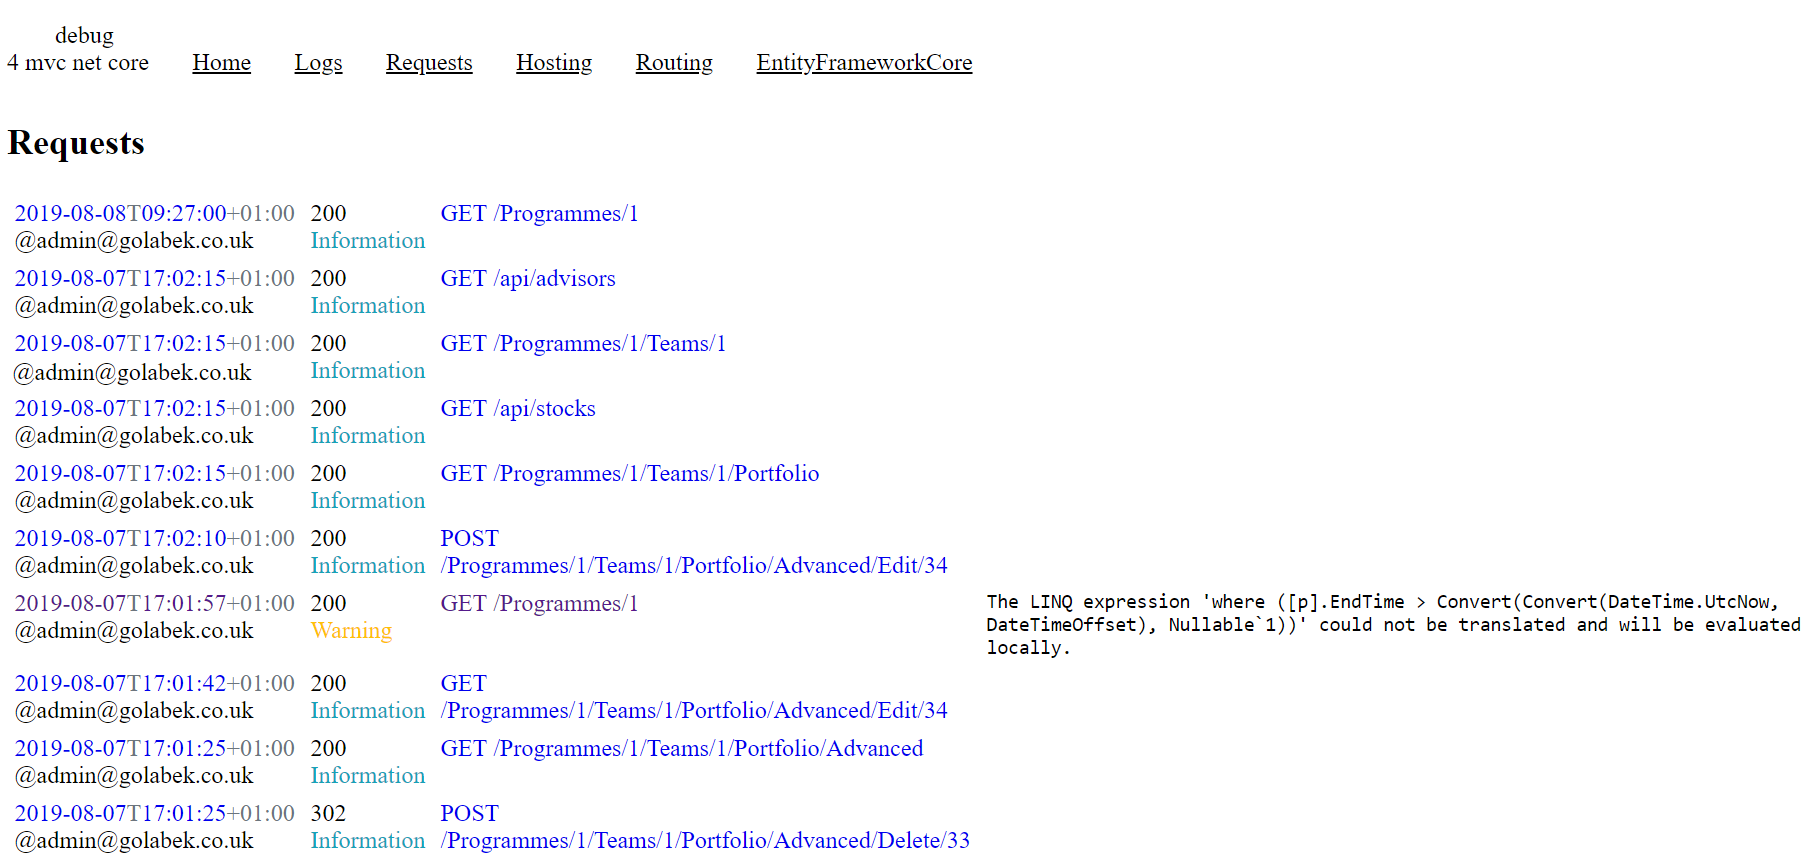 debug
4 mvc net core Home Logs Requests Hosting Routing EntityFrameworkCore
Requests
2019-08-08T09:27:00+01:00 200 GET /Programmes/1
@admin@golabek.co.uk Information
2019-08-07T17:02:15+01:00 200 GET /api/advisors
@admin@golabek.co.uk Information
2019-08-07T17:02:15+01:00 200 GET /Programmes/1/Teams/1
@admin@golabek.co.uk Information
2019-08-07T17:02:15+01:00 200 GET /api/stocks
@admin@golabek.co.uk Information
2019-08-07T17:02:15+01:00 200 GET /Programmes/1/Teams/1/Portfolio
@admin@golabek.co.uk Information
2019-08-07T17:02:10+01:00 200 POST
@admin@golabek.co.uk Information /Programmes/1/Teams/1/Portfolio/Advanced/Edit/34
2019-08-07T17:01:57+01:00 200 GET /Programmes/1
@admin@golabek.co.uk Warning
The LINQ expression 'where ([p].EndTime > Convert(Convert(DateTime.UtcNow,
DateTimeOffset), Nullable`1))' could not be translated and will be evaluated
locally.
2019-08-07T17:01:42+01:00 200 GET
@admin@golabek.co.uk Information /Programmes/1/Teams/1/Portfolio/Advanced/Edit/34
2019-08-07T17:01:25+01:00 200 GET /Programmes/1/Teams/1/Portfolio/Advanced
@admin@golabek.co.uk Information
2019-08-07T17:01:25+01:00 302 POST
@admin@golabek.co.uk Information /Programmes/1/Teams/1/Portfolio/Advanced/Delete/33